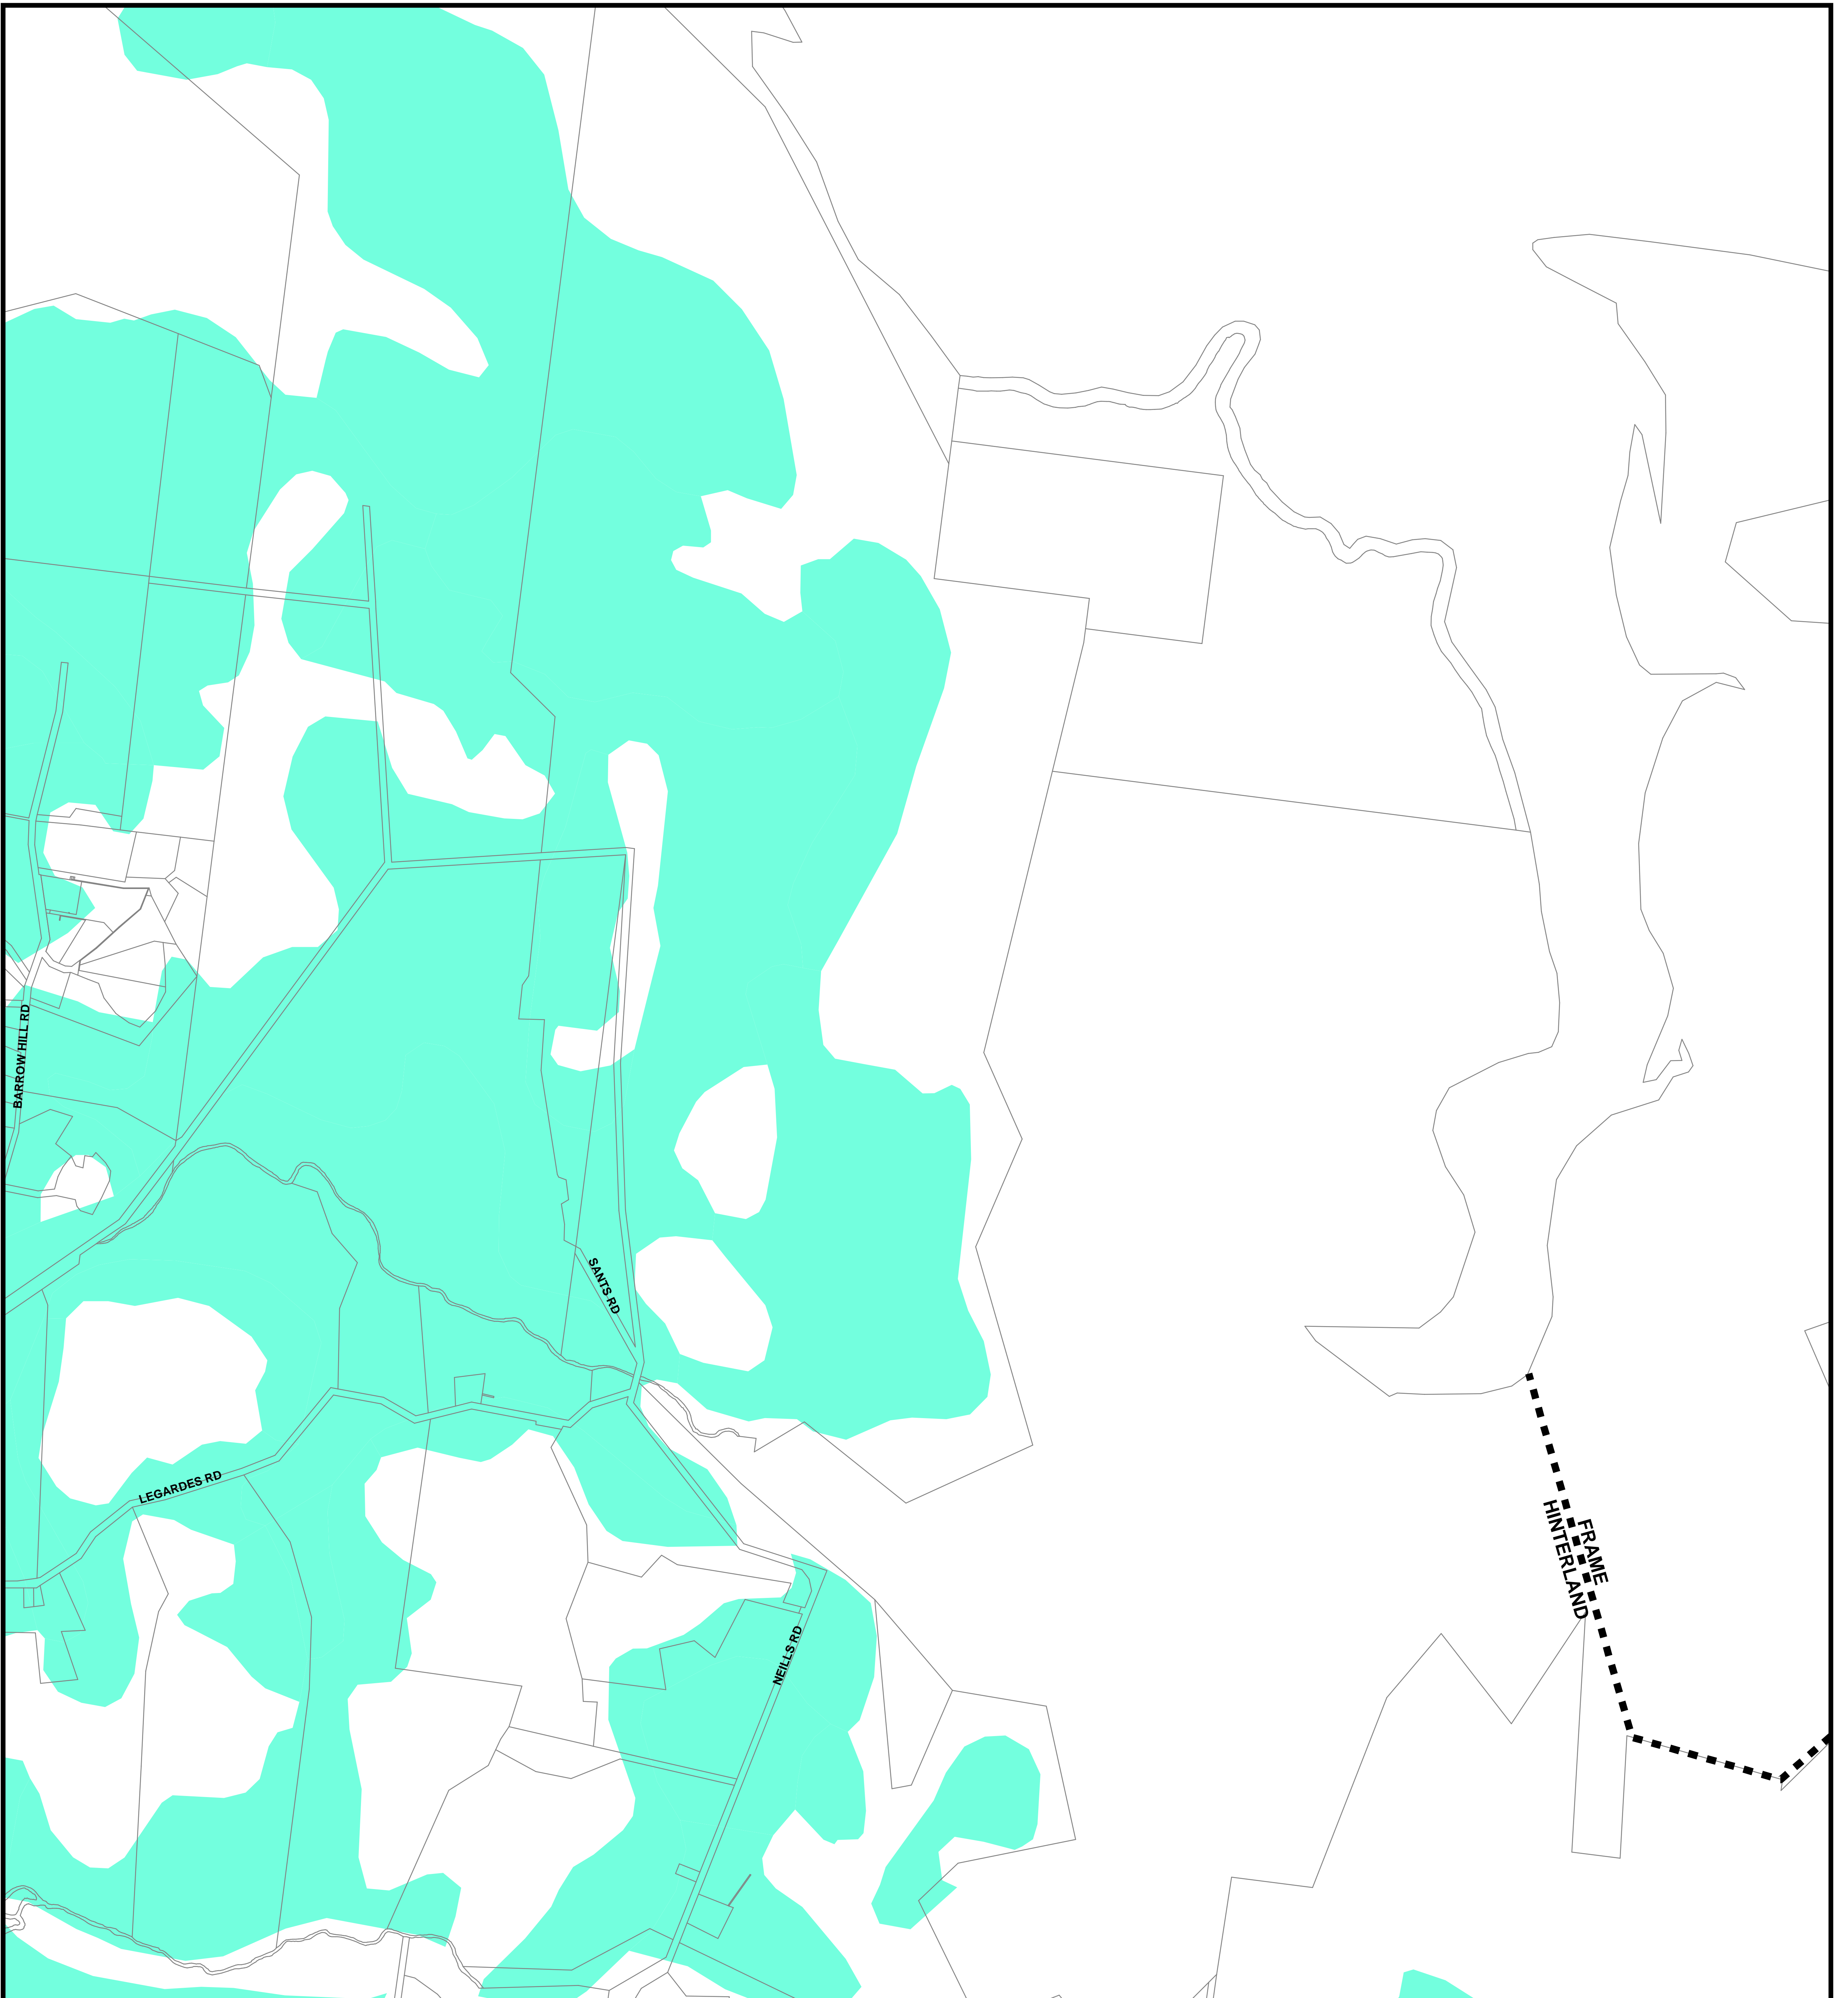 BARROW HILL RD
SANTS RD
LEGARDES RD
FRAME
HINTERLAND
NEILLS RD